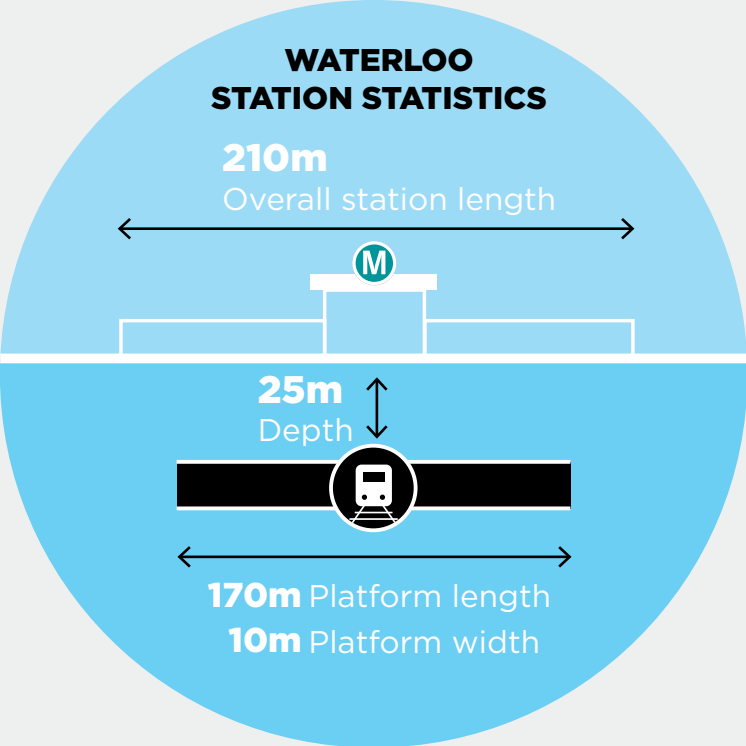 WATERLOO
STATION STATISTICS
210m
Overall station length
M
25m
Depth
170m Platform length
10m Platform width